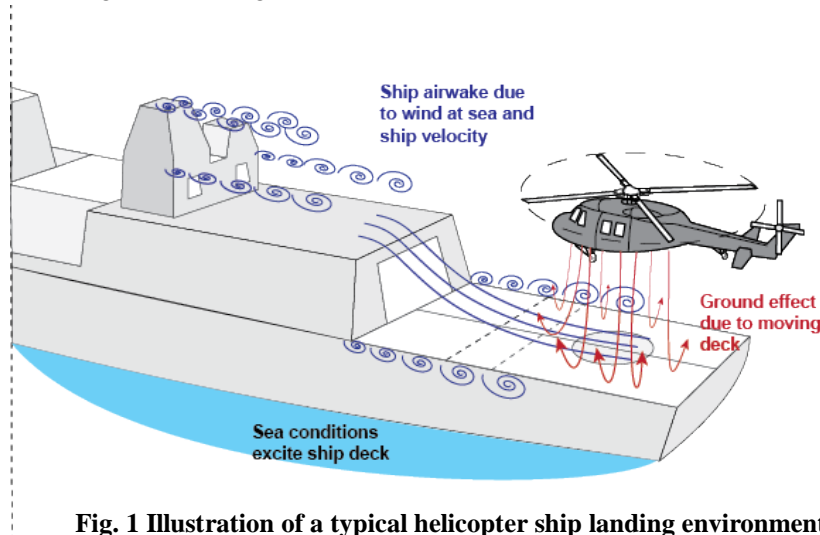 Ship airwake due
to wind at sea and
ship velocity
Ground effect
due to moving
deck
Sea conditions
excite ship deck
Fig. 1 Illustration of a typical helicopter ship landing environment